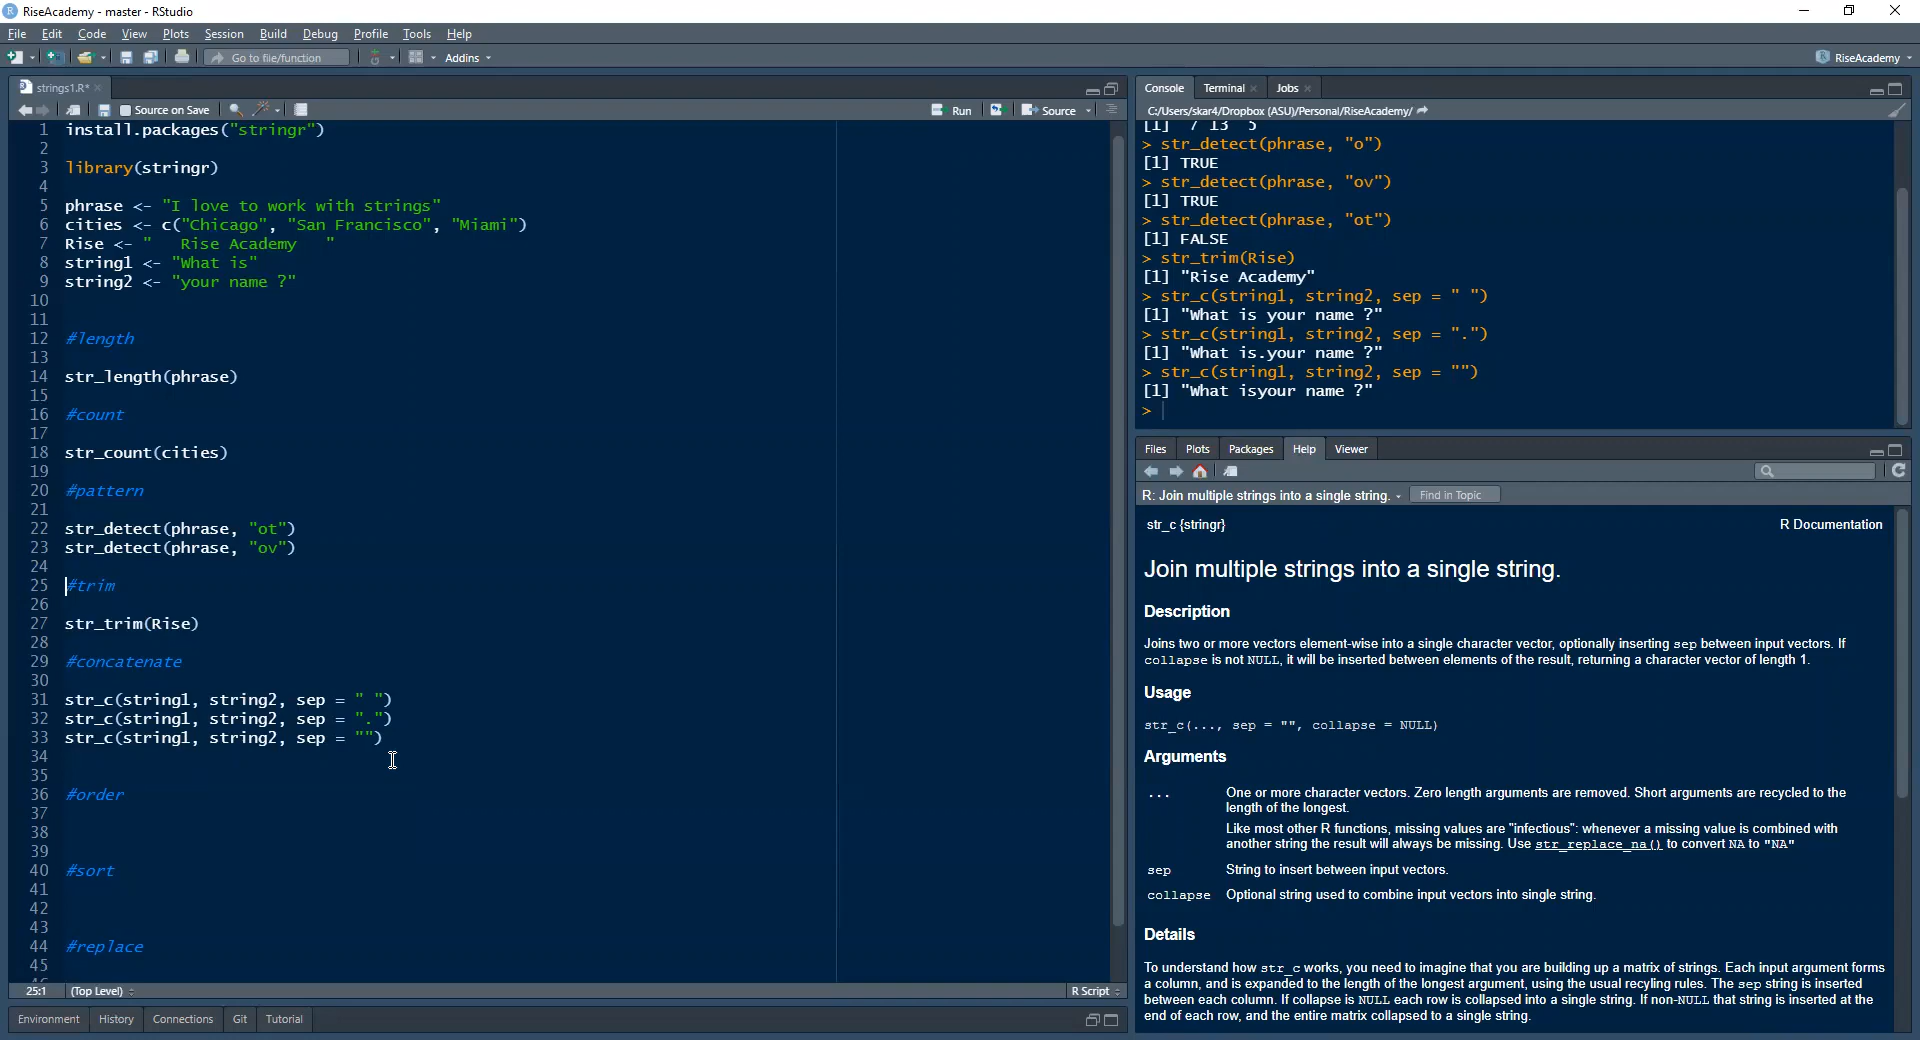 RiseAcademy - master - RStudio
File Edit Code View Plots Session Build Debug Profile Tools Help
Go to file/function Addins RiseAcademy
strings1.R*
Source on Save Run Source
1 install.packages("stringr")
2
3 library(stringr)
4
5 phrase <- "I love to work with strings"
6 cities <- c("Chicago", "San Francisco", "Miami")
7 Rise <- "   Rise Academy   "
8 string1 <- "What is"
9 string2 <- "your name ?"
10
11
12 #length
13
14 str_length(phrase)
15
16 #count
17
18 str_count(cities)
19
20 #pattern
21
22 str_detect(phrase, "ot")
23 str_detect(phrase, "ov")
24
25 #trim
26
27 str_trim(Rise)
28
29 #concatenate
30
31 str_c(string1, string2, sep = " ")
32 str_c(string1, string2, sep = ".")
33 str_c(string1, string2, sep = "")
34
35
36 #order
37
38
39
40 #sort
41
42
43
44 #replace
45
25:1 (Top Level) R Script
Environment History Connections Git Tutorial
Console Terminal Jobs
C:/Users/skar4/Dropbox (ASU)/Personal/RiseAcademy/
[1]  7 13  5
> str_detect(phrase, "o")
[1] TRUE
> str_detect(phrase, "ov")
[1] TRUE
> str_detect(phrase, "ot")
[1] FALSE
> str_trim(Rise)
[1] "Rise Academy"
> str_c(string1, string2, sep = " ")
[1] "What is your name ?"
> str_c(string1, string2, sep = ".")
[1] "What is.your name ?"
> str_c(string1, string2, sep = "")
[1] "What isyour name ?"
>
Files Plots Packages Help Viewer
R: Join multiple strings into a single string. Find in Topic
str_c {stringr} R Documentation
Join multiple strings into a single string.
Description
Joins two or more vectors element-wise into a single character vector, optionally inserting sep between input vectors. If
collapse is not NULL, it will be inserted between elements of the result, returning a character vector of length 1.
Usage
str_c(..., sep = "", collapse = NULL)
Arguments
... One or more character vectors. Zero length arguments are removed. Short arguments are recycled to the
length of the longest.
Like most other R functions, missing values are "infectious": whenever a missing value is combined with
another string the result will always be missing. Use str_replace_na() to convert NA to "NA"
sep String to insert between input vectors.
collapse Optional string used to combine input vectors into single string.
Details
To understand how str_c works, you need to imagine that you are building up a matrix of strings. Each input argument forms
a column, and is expanded to the length of the longest argument, using the usual recyling rules. The sep string is inserted
between each column. If collapse is NULL each row is collapsed into a single string. If non-NULL that string is inserted at the
end of each row, and the entire matrix collapsed to a single string.